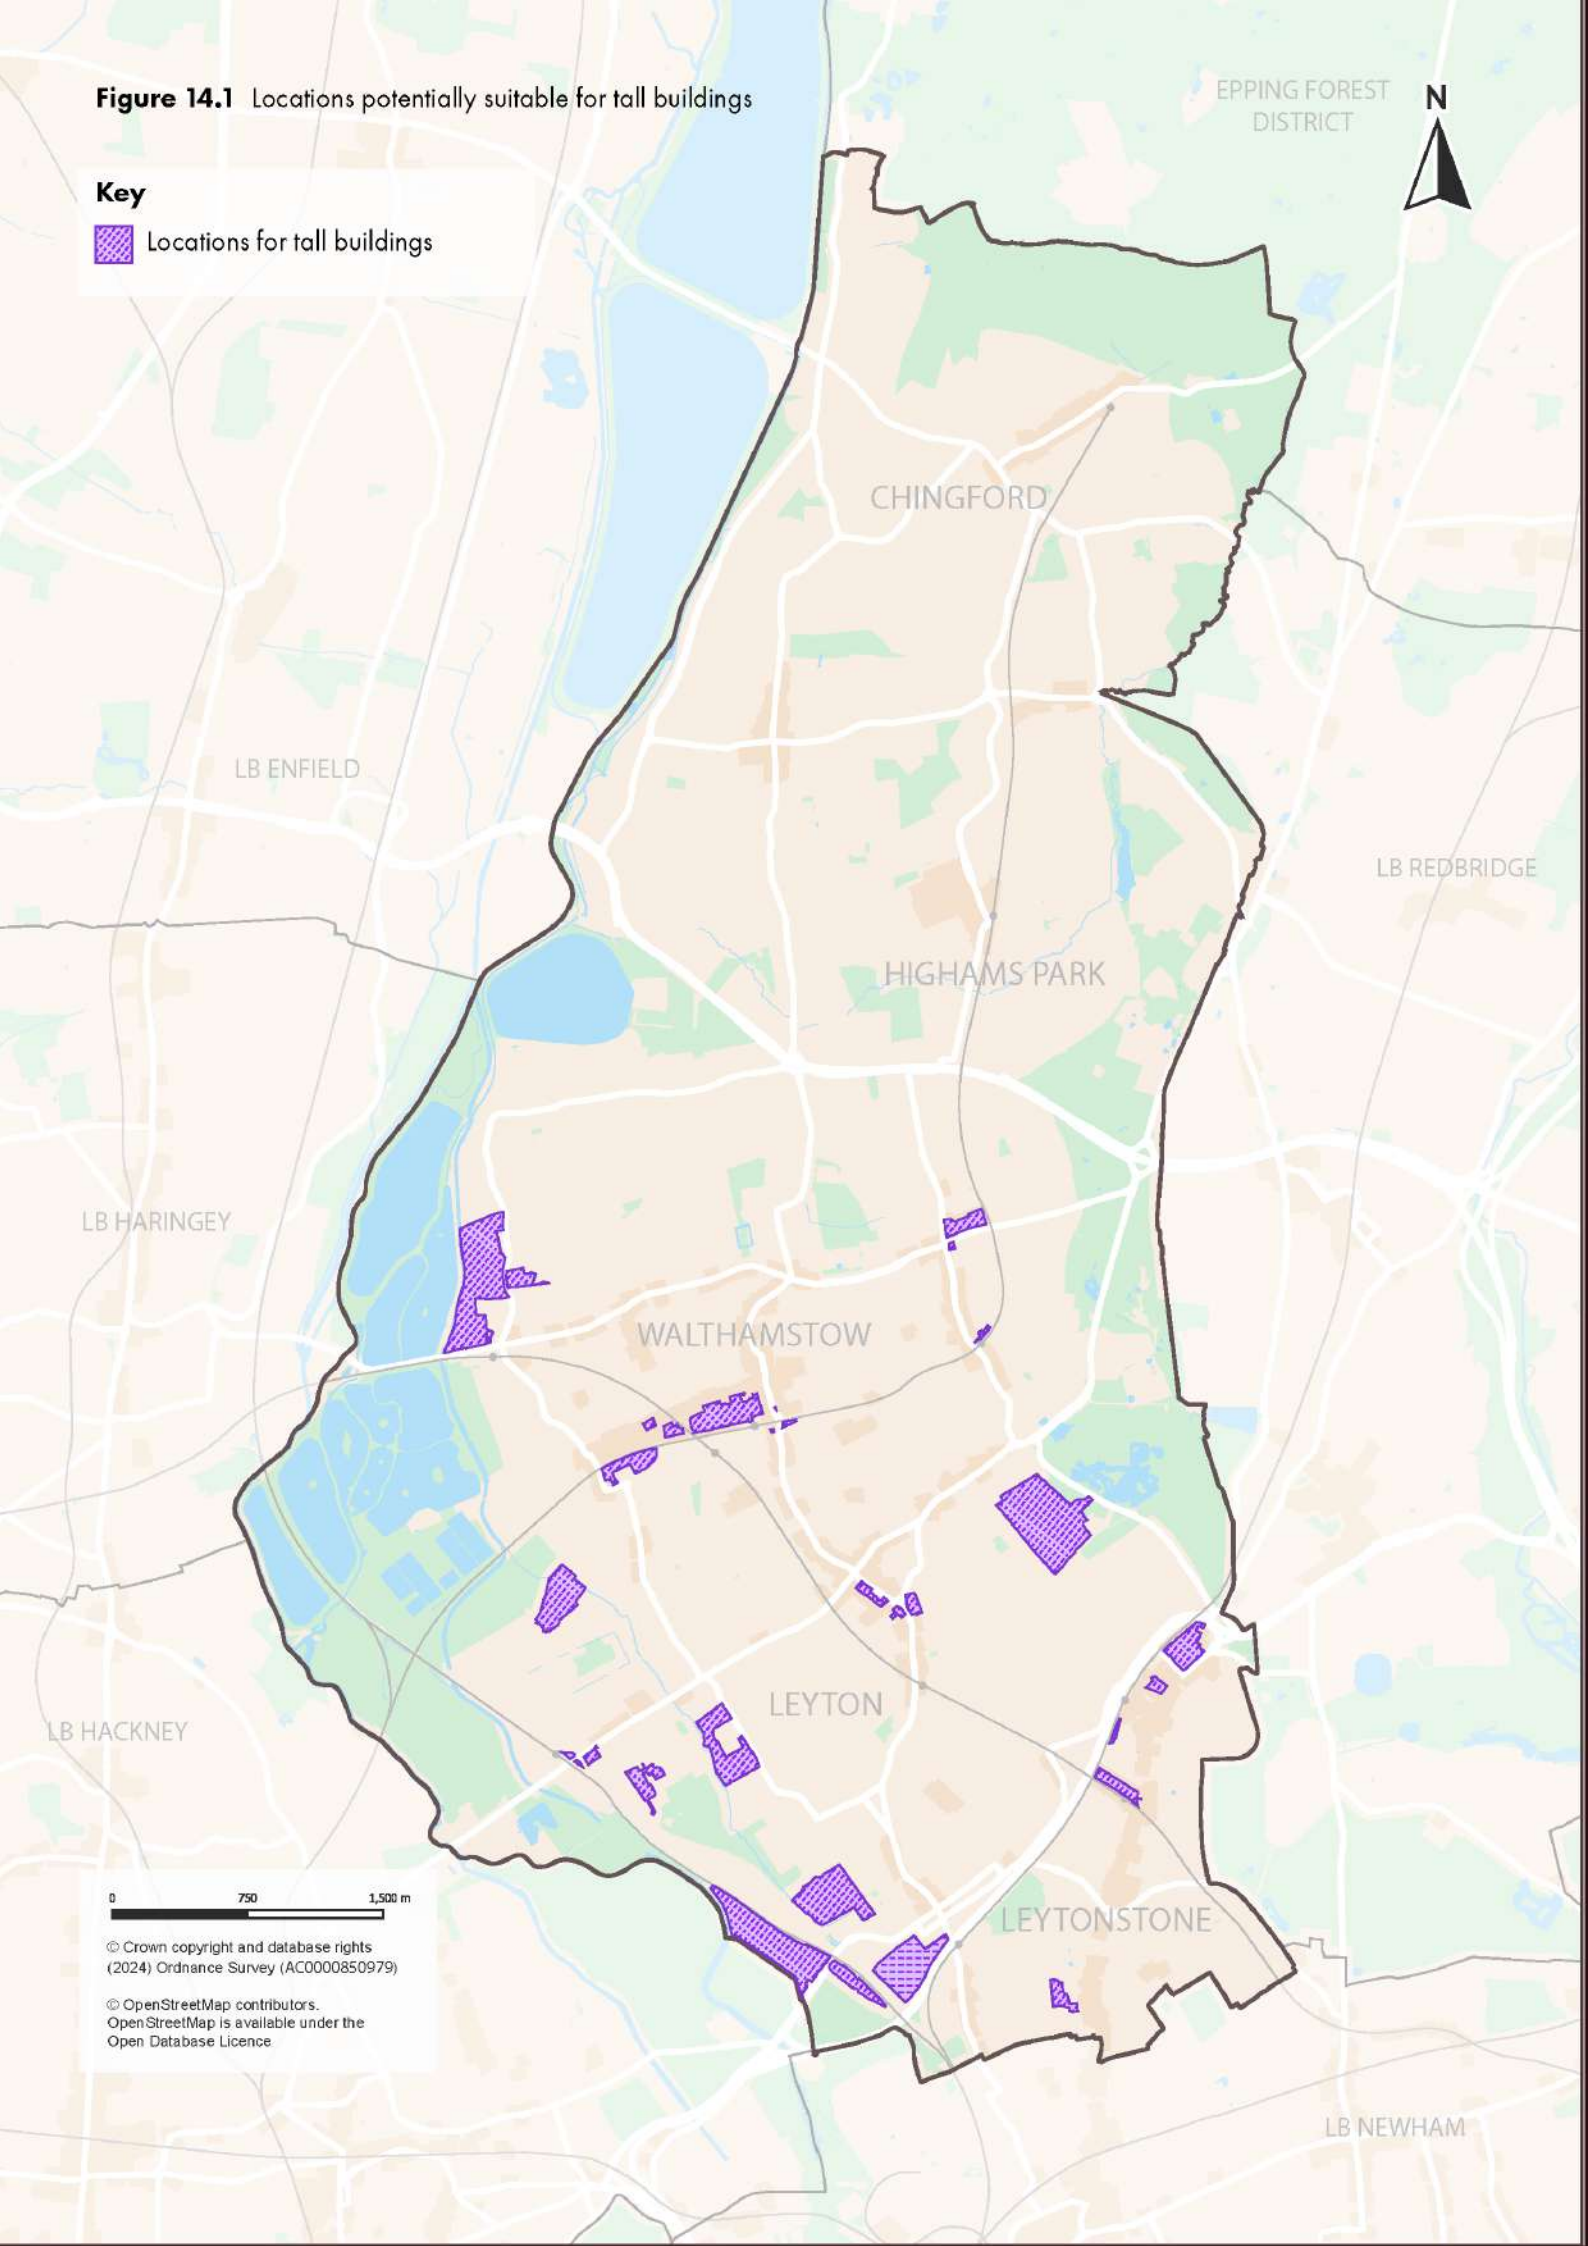 Figure 14.1 Locations potentially suitable for tall buildings
EPPING FOREST
DISTRICT
N
Key
Locations for tall buildings
CHINGFORD
LB ENFIELD
LB REDBRIDGE
HIGHAMS PARK
LB HARINGEY
WALTHAMSTOW
LEYTON
LB HACKNEY
0 750 1,500 m
LEYTONSTONE
© Crown copyright and database rights
(2024) Ordnance Survey (AC0000850979)
© OpenStreetMap contributors.
OpenStreetMap is available under the
Open Database Licence
LB NEWHAM